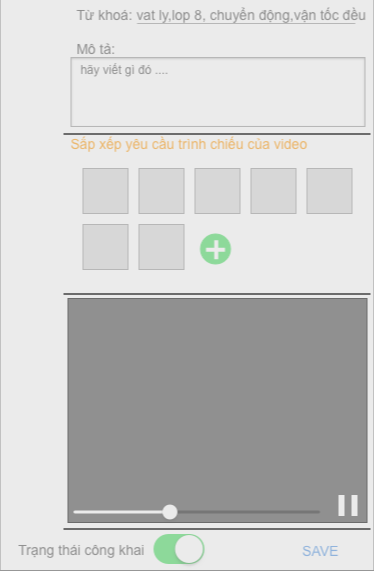 Từ khoá: vat ly,lop 8, chuyển động,vận tốc đều
Mô tả:
hãy viết gì đó ....
Sắp xếp yêu cầu trình chiếu của video
Trạng thái công khai
SAVE